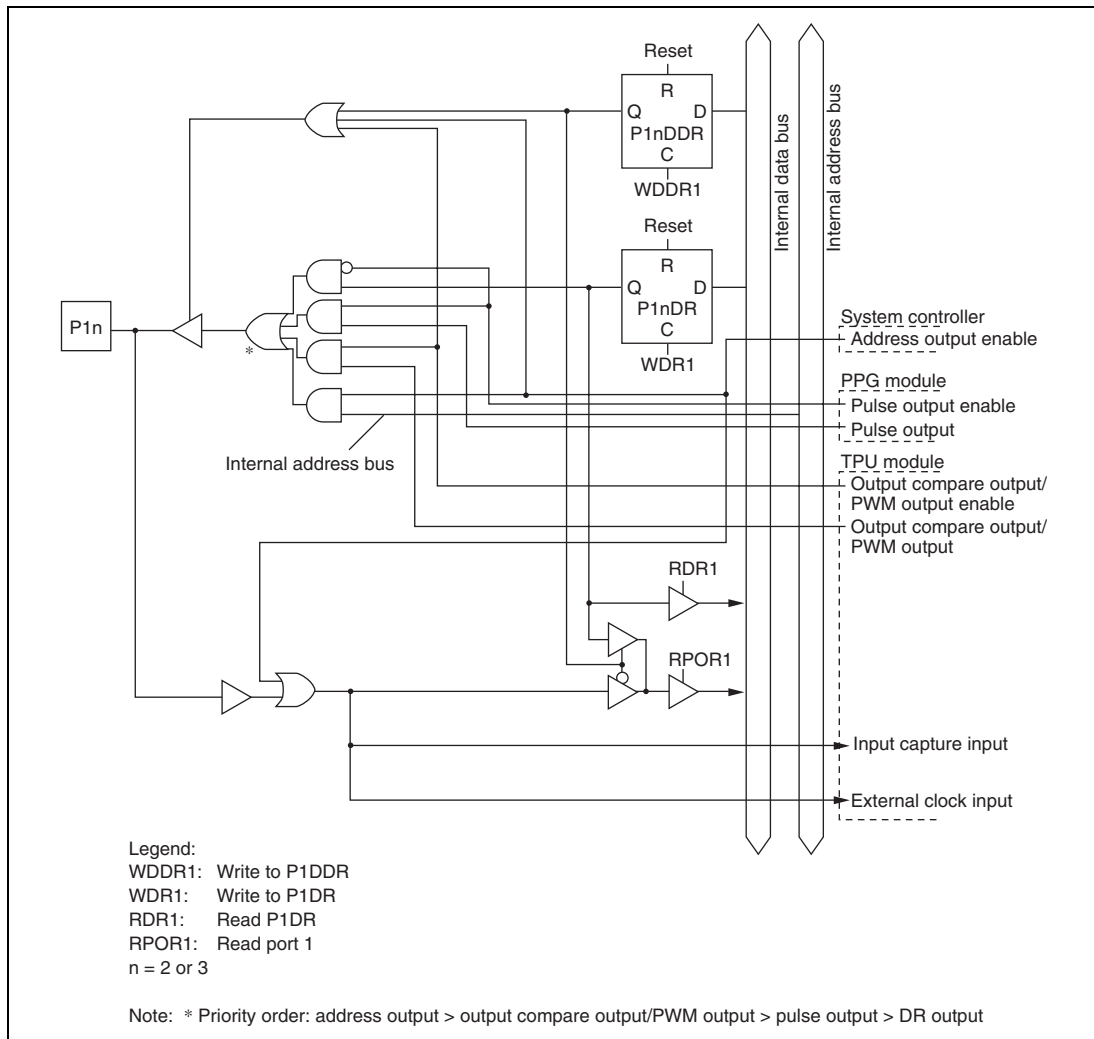 Reset
R
Q D
P1nDDR
C
WDDR1
Reset
R
Q D
P1nDR
C
WDR1
Internal data bus
Internal address bus
P1n
*
Internal address bus
System controller
Address output enable
PPG module
Pulse output enable
Pulse output
TPU module
Output compare output/
PWM output enable
Output compare output/
PWM output
RDR1
RPOR1
Input capture input
External clock input
Legend:
WDDR1: Write to P1DDR
WDR1: Write to P1DR
RDR1: Read P1DR
RPOR1: Read port 1
n = 2 or 3
Note: * Priority order: address output > output compare output/PWM output > pulse output > DR output